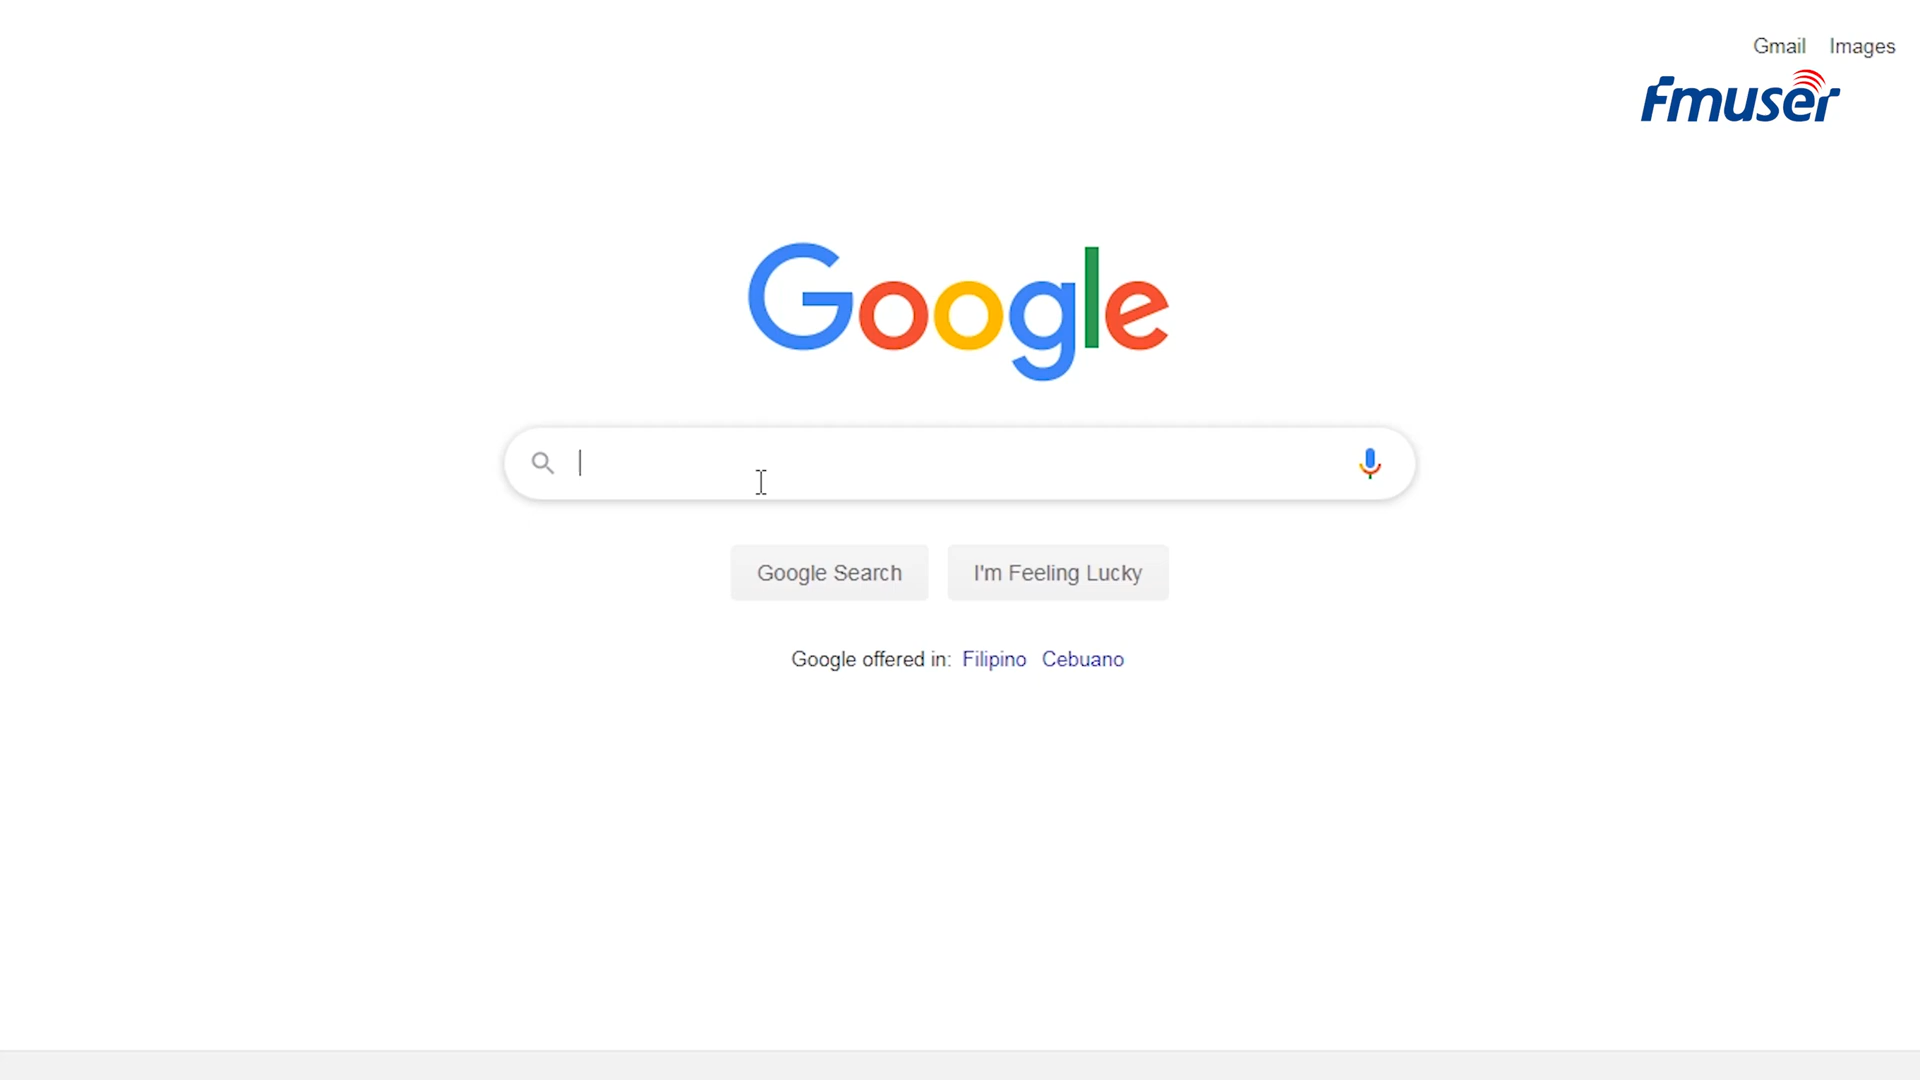 Gmail Images
Fmuser
Google
Google Search I'm Feeling Lucky
Google offered in: Filipino Cebuano